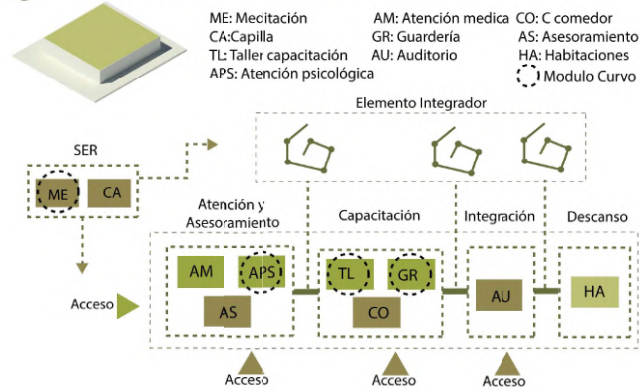 ME: Mecitación AM: Atención medica CO: C comedor
CA:Capilla GR: Guardería AS: Asesoramiento
TL: Taller capacitación AU: Auditorio HA: Habitaciones
APS: Atención psicológica Modulo Curvo
Elemento Integrador
SER
ME CA
Atención y
Asesoramiento
Capacitación
Integración
Descanso
AM APS TL GR
AU HA
AS CO
Acceso
Acceso Acceso Acceso